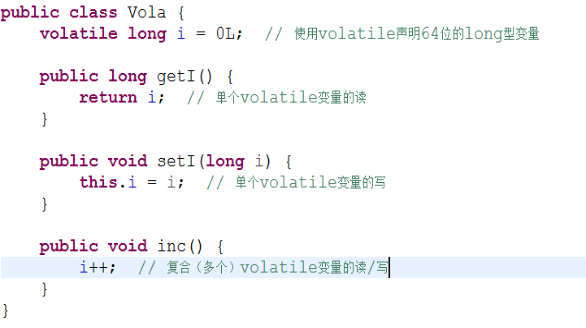 public class Vola {
    volatile long i = 0L;  // 使用volatile声明64位的long型变量
    public long getI() {
        return i;  // 单个volatile变量的读
    }
    public void setI(long i) {
        this.i = i;  // 单个volatile变量的写
    }
    public void inc() {
        i++;  // 复合（多个）volatile变量的读/写
    }
}